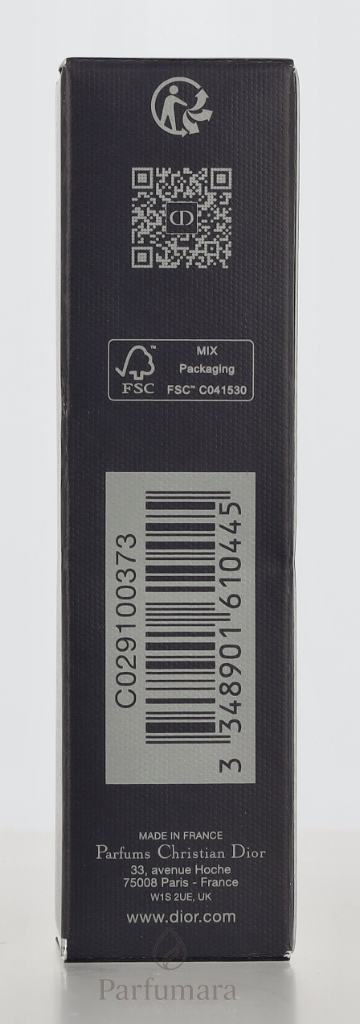 MIX
Packaging
FSC™ C041530
FSC
C029100373
3 348901 610445
MADE IN FRANCE
Parfums Christian Dior
33, avenue Hoche
75008 Paris - France
W1S 2UE, UK
www.dior.com
Parfumara